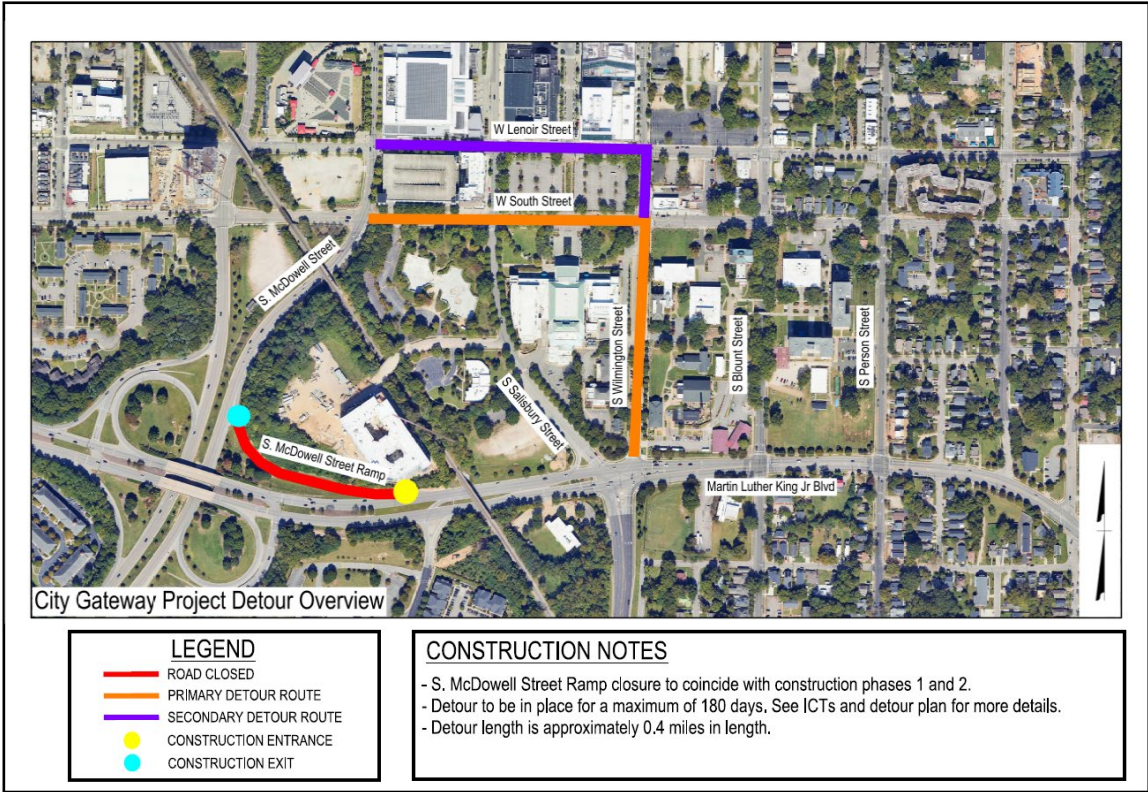 W Lenoir Street
W South Street
S. McDowell Street
S Wilmington Street
S Blount Street
S Person Street
S Salisbury Street
S. McDowell Street Ramp
Martin Luther King Jr Blvd
City Gateway Project Detour Overview
LEGEND
ROAD CLOSED
PRIMARY DETOUR ROUTE
SECONDARY DETOUR ROUTE
CONSTRUCTION ENTRANCE
CONSTRUCTION EXIT
CONSTRUCTION NOTES
- S. McDowell Street Ramp closure to coincide with construction phases 1 and 2.
- Detour to be in place for a maximum of 180 days. See ICTs and detour plan for more details.
- Detour length is approximately 0.4 miles in length.